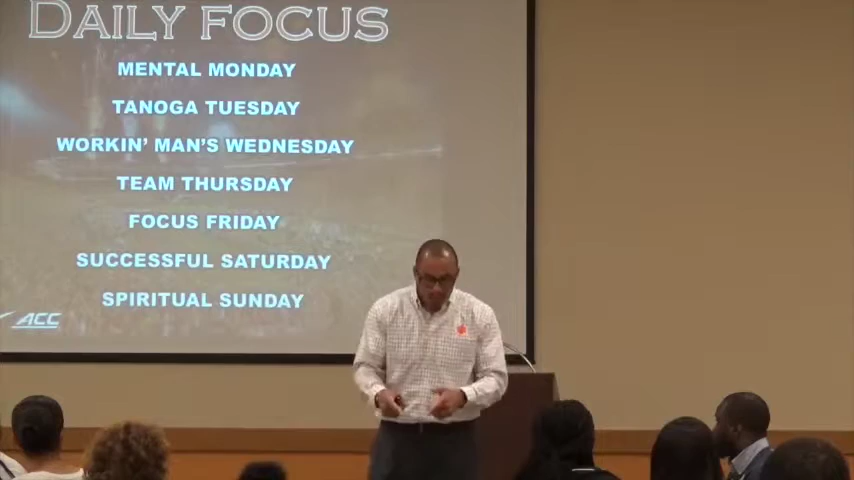 DAILY FOCUS
MENTAL MONDAY
TANOGA TUESDAY
WORKIN' MAN'S WEDNESDAY
TEAM THURSDAY
FOCUS FRIDAY
SUCCESSFUL SATURDAY
SPIRITUAL SUNDAY
ACC